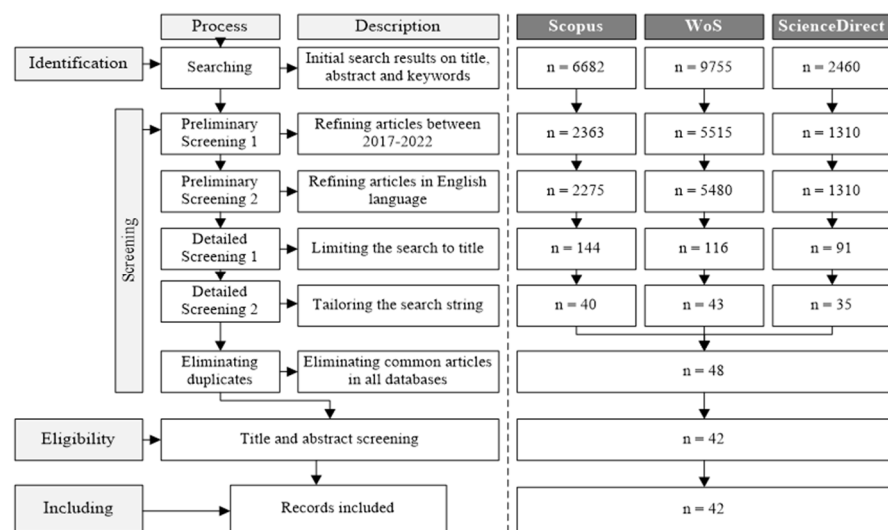 Process
Description
Scopus
WoS
ScienceDirect
Identification
Searching
Initial search results on title,
abstract and keywords
n = 6682
n = 9755
n = 2460
Screening
Preliminary
Screening 1
Refining articles between
2017-2022
n = 2363
n = 5515
n = 1310
Preliminary
Screening 2
Refining articles in English
language
n = 2275
n = 5480
n = 1310
Detailed
Screening 1
Limiting the search to title
n = 144
n = 116
n = 91
Detailed
Screening 2
Tailoring the search string
n = 40
n = 43
n = 35
Eliminating
duplicates
Eliminating common articles
in all databases
n = 48
Eligibility
Title and abstract screening
n = 42
Including
Records included
n = 42